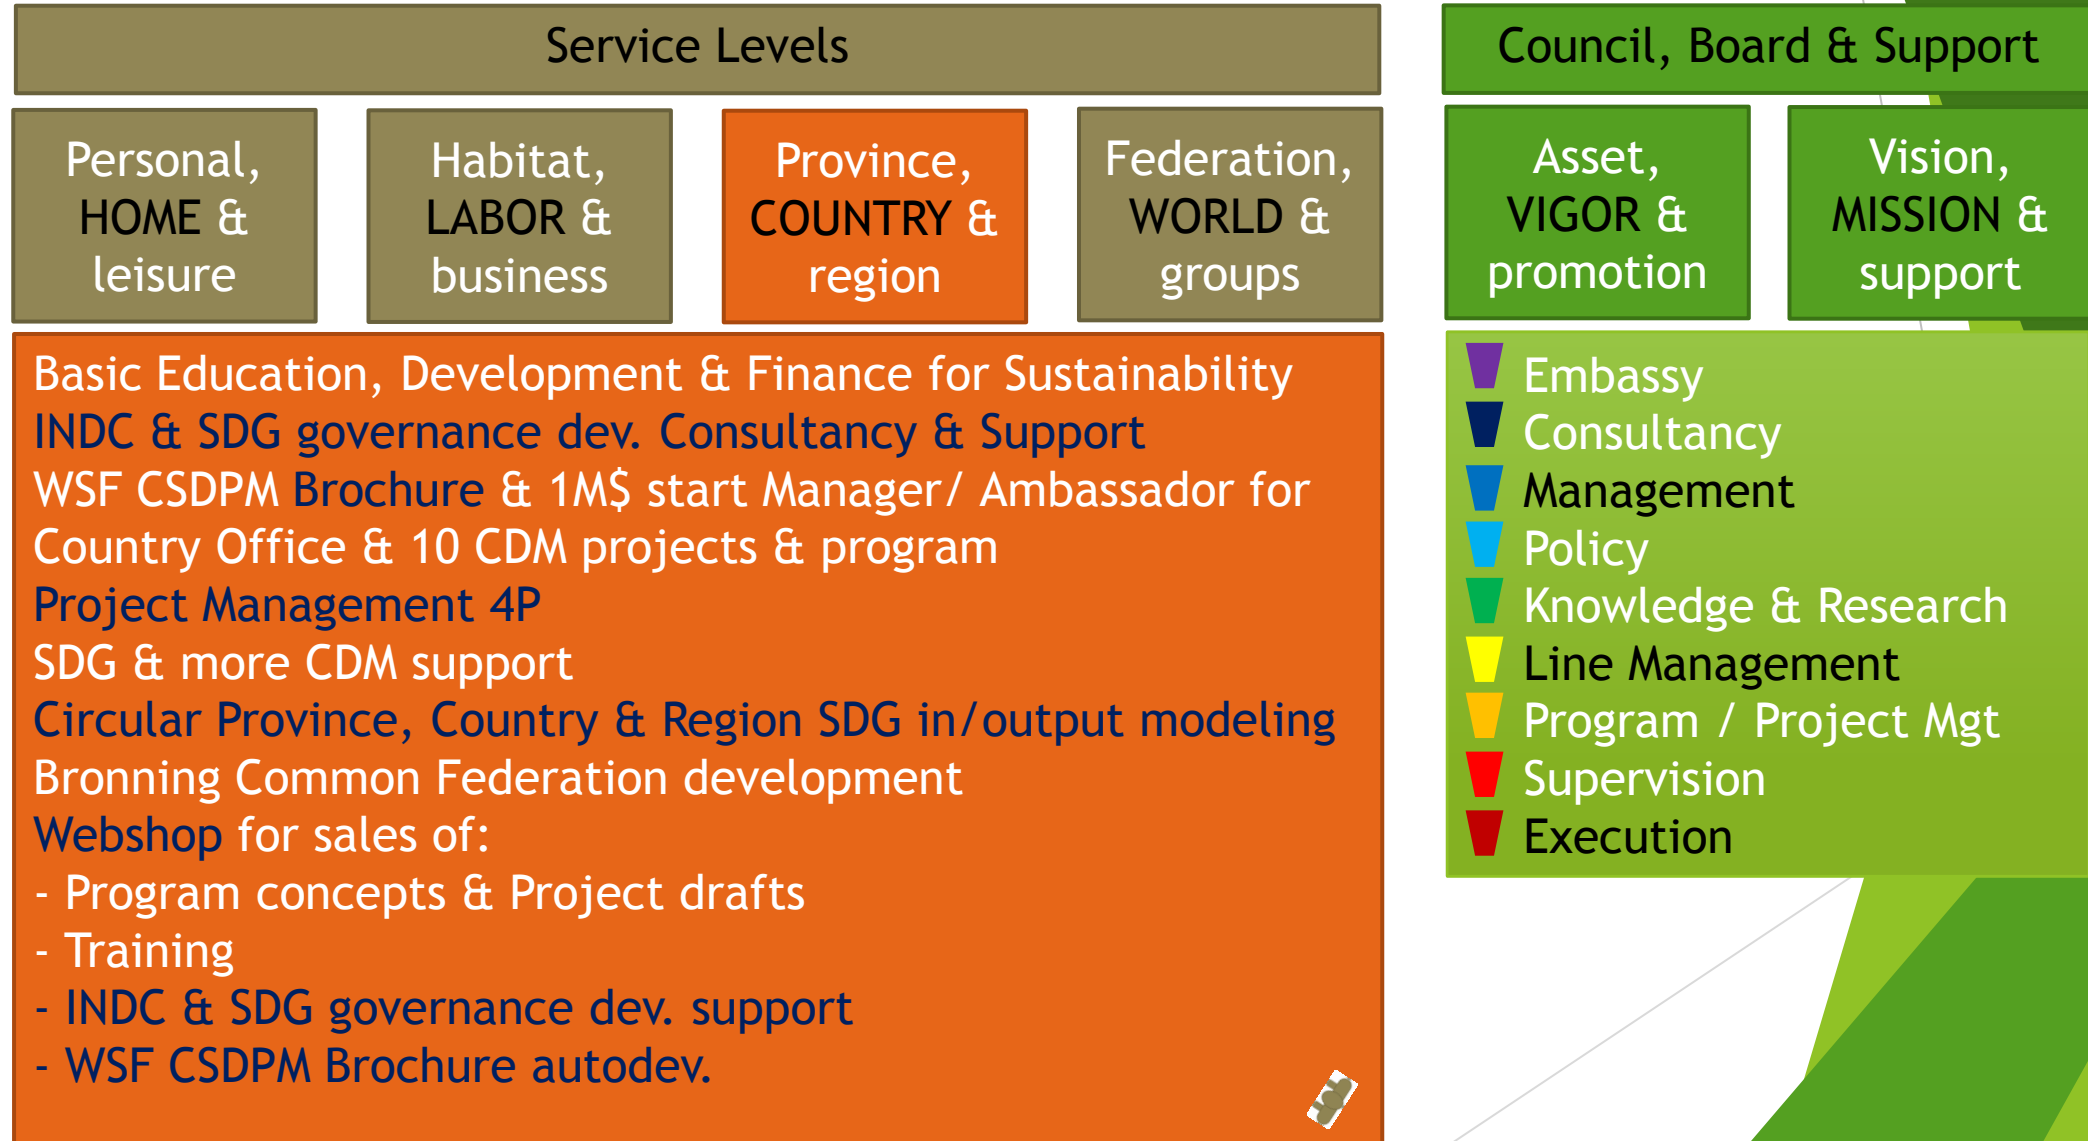 Service Levels
Personal,
HOME &
leisure
Habitat,
LABOR &
business
Province,
COUNTRY &
region
Federation,
WORLD &
groups
Basic Education, Development & Finance for Sustainability
INDC & SDG governance dev. Consultancy & Support
WSF CSDPM Brochure & 1M$ start Manager/ Ambassador for
Country Office & 10 CDM projects & program
Project Management 4P
SDG & more CDM support
Circular Province, Country & Region SDG in/output modeling
Bronning Common Federation development
Webshop for sales of:
- Program concepts & Project drafts
- Training
- INDC & SDG governance dev. support
- WSF CSDPM Brochure autodev.
Council, Board & Support
Asset,
VIGOR &
promotion
Vision,
MISSION &
support
Embassy
Consultancy
Management
Policy
Knowledge & Research
Line Management
Program / Project Mgt
Supervision
Execution